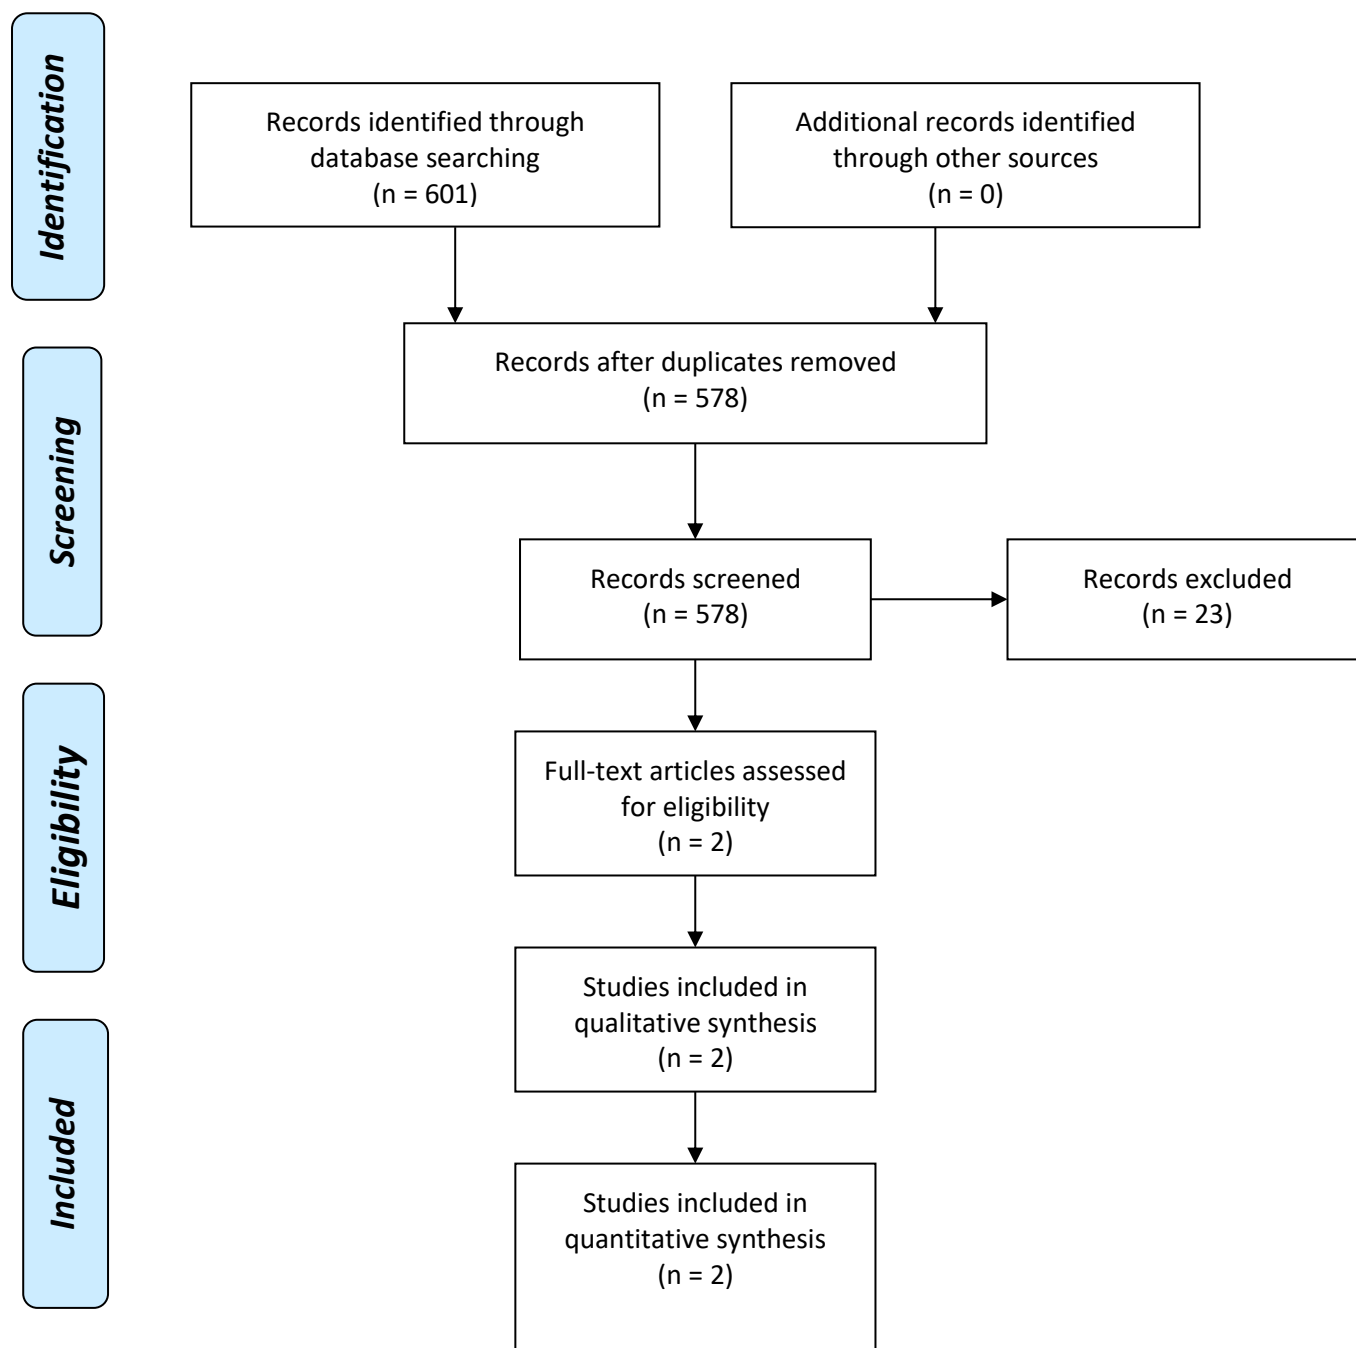 Identification
Records identified through
database searching
(n = 601)
Additional records identified
through other sources
(n = 0)
Screening
Records after duplicates removed
(n = 578)
Records screened
(n = 578)
Records excluded
(n = 23)
Eligibility
Full-text articles assessed
for eligibility
(n = 2)
Studies included in
qualitative synthesis
(n = 2)
Included
Studies included in
quantitative synthesis
(n = 2)